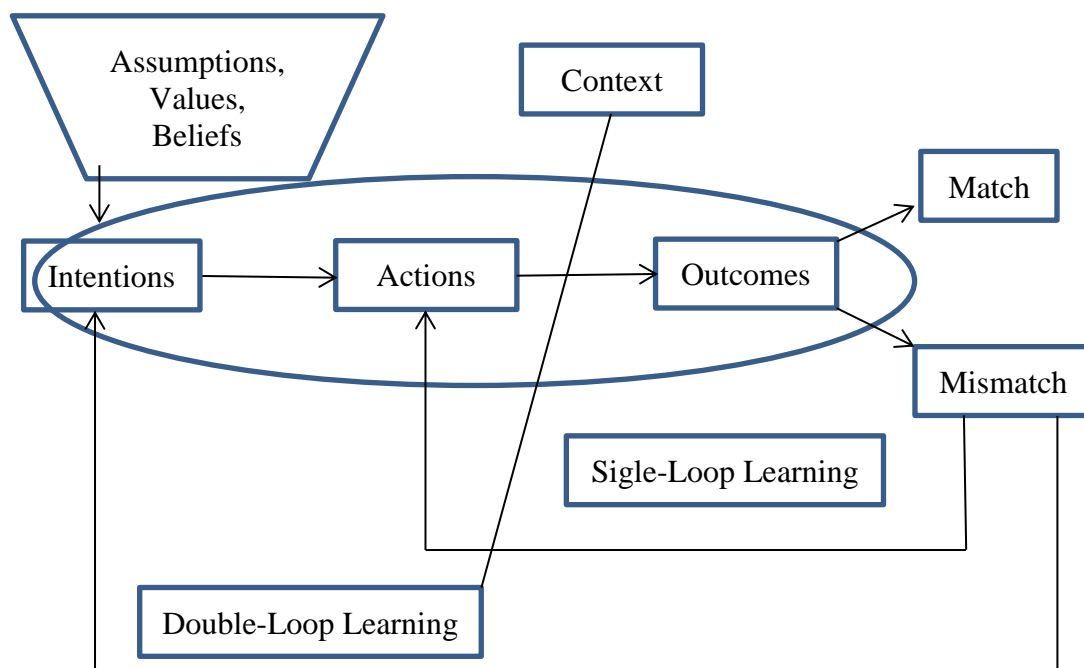 Assumptions,
Values,
Beliefs
Context
Match
Intentions
Actions
Outcomes
Mismatch
Sigle-Loop Learning
Double-Loop Learning